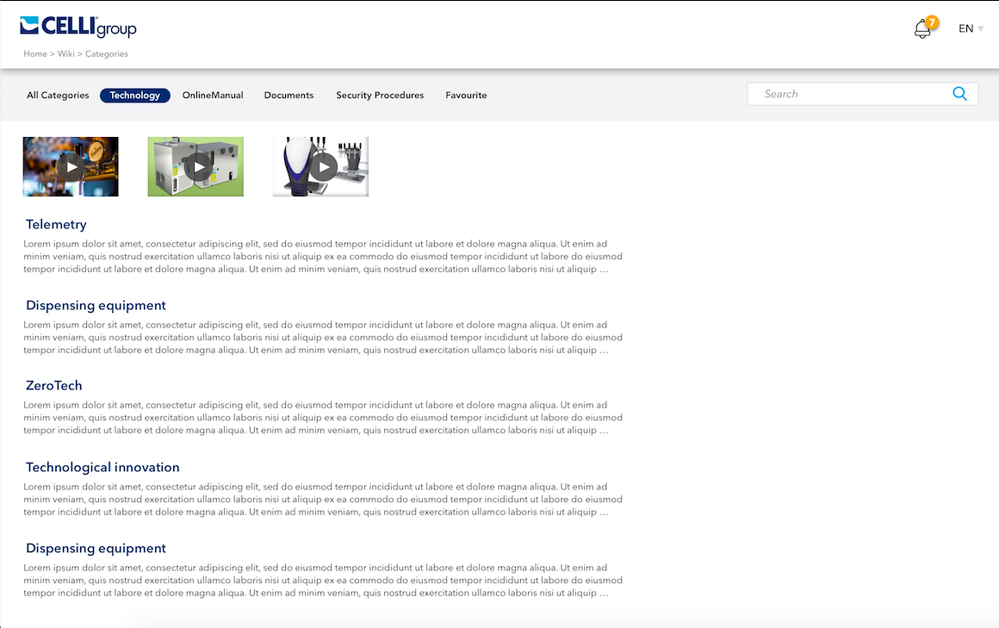 CELLI group
7
EN
Home > Wiki > Categories
All Categories Technology OnlineManual Documents Security Procedures Favourite Search
Telemetry
Lorem ipsum dolor sit amet, consectetur adipiscing elit, sed do eiusmod tempor incididunt ut labore et dolore magna aliqua. Ut enim ad
minim veniam, quis nostrud exercitation ullamco laboris nisi ut aliquip ex ea commodo do eiusmod tempor incididunt ut labore do eiusmod
tempor incididunt ut labore et dolore magna aliqua. Ut enim ad minim veniam, quis nostrud exercitation ullamco laboris nisi ut aliquip ...
Dispensing equipment
Lorem ipsum dolor sit amet, consectetur adipiscing elit, sed do eiusmod tempor incididunt ut labore et dolore magna aliqua. Ut enim ad
minim veniam, quis nostrud exercitation ullamco laboris nisi ut aliquip ex ea commodo do eiusmod tempor incididunt ut labore do eiusmod
tempor incididunt ut labore et dolore magna aliqua. Ut enim ad minim veniam, quis nostrud exercitation ullamco laboris nisi ut aliquip ...
ZeroTech
Lorem ipsum dolor sit amet, consectetur adipiscing elit, sed do eiusmod tempor incididunt ut labore et dolore magna aliqua. Ut enim ad
minim veniam, quis nostrud exercitation ullamco laboris nisi ut aliquip ex ea commodo do eiusmod tempor incididunt ut labore do eiusmod
tempor incididunt ut labore et dolore magna aliqua. Ut enim ad minim veniam, quis nostrud exercitation ullamco laboris nisi ut aliquip ...
Technological innovation
Lorem ipsum dolor sit amet, consectetur adipiscing elit, sed do eiusmod tempor incididunt ut labore et dolore magna aliqua. Ut enim ad
minim veniam, quis nostrud exercitation ullamco laboris nisi ut aliquip ex ea commodo do eiusmod tempor incididunt ut labore do eiusmod
tempor incididunt ut labore et dolore magna aliqua. Ut enim ad minim veniam, quis nostrud exercitation ullamco laboris nisi ut aliquip ...
Dispensing equipment
Lorem ipsum dolor sit amet, consectetur adipiscing elit, sed do eiusmod tempor incididunt ut labore et dolore magna aliqua. Ut enim ad
minim veniam, quis nostrud exercitation ullamco laboris nisi ut aliquip ex ea commodo do eiusmod tempor incididunt ut labore do eiusmod
tempor incididunt ut labore et dolore magna aliqua. Ut enim ad minim veniam, quis nostrud exercitation ullamco laboris nisi ut aliquip ...